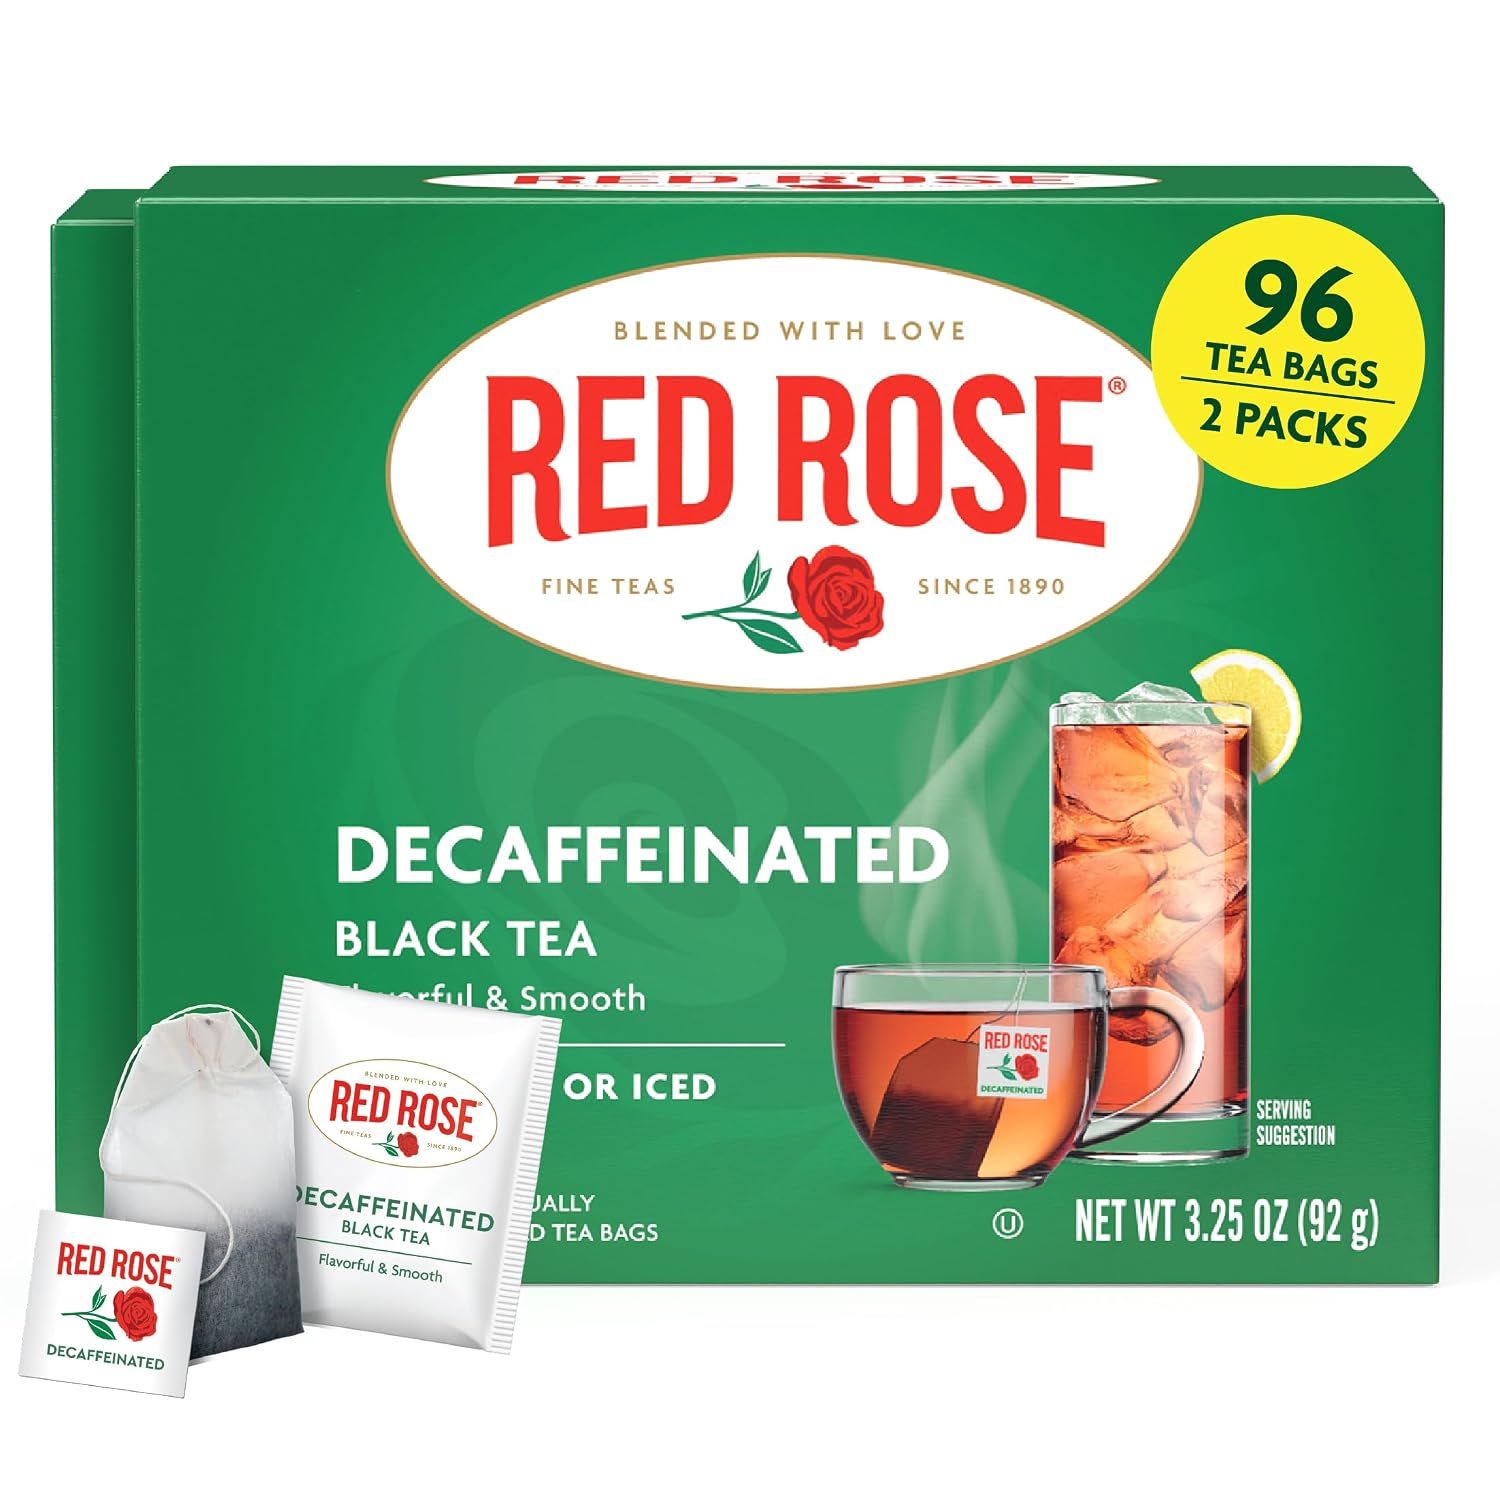 RED ROSE
BLENDED WITH LOVE
RED ROSE®
FINE TEAS
SINCE 1890
96
TEA BAGS
2 PACKS
DECAFFEINATED
BLACK TEA
& Smooth
OR ICED
RED ROSE
DECAFFEINATED
SERVING
SUGGESTION
TEA BAGS
U
NET WT 3.25 OZ (92 g)
BLENDED WITH LOVE
RED ROSE®
FINE TEAS
SINCE 1890
DECAFFEINATED
BLACK TEA
Flavorful & Smooth
RED ROSE®
DECAFFEINATED